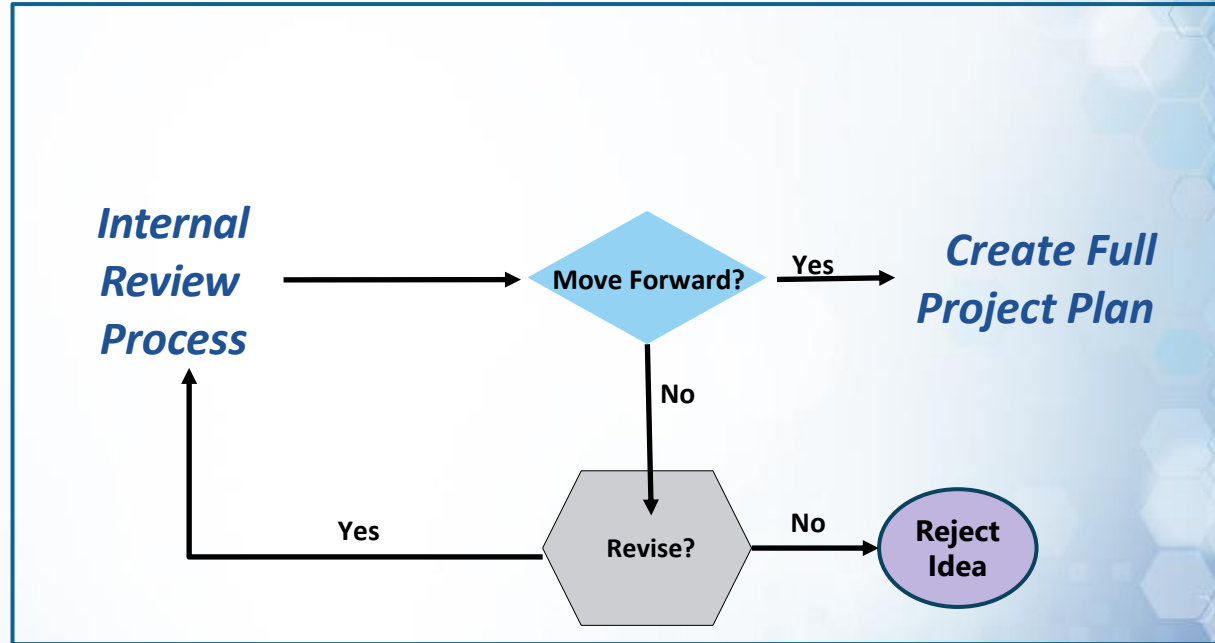 Internal
Review
Process
Move Forward?
Yes
Create Full
Project Plan
No
Yes
Revise?
No
Reject
Idea